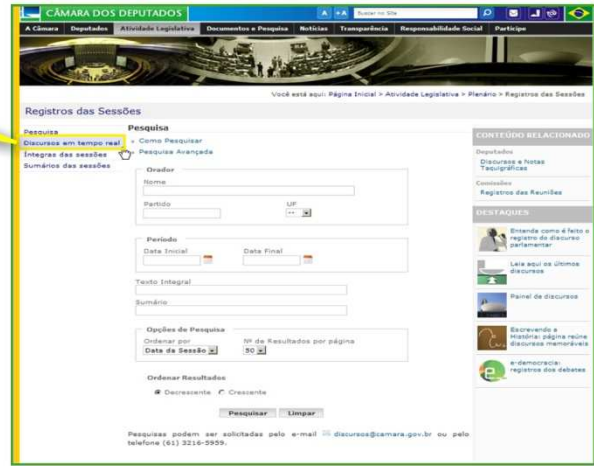 CÂMARA DOS DEPUTADOS
A +A Buscar no Site
A Câmara Deputados Atividade Legislativa Documentos e Pesquisa Notícias Transparência Responsabilidade Social Participe
Você está aqui: Página Inicial > Atividade Legislativa > Plenário > Registros das Sessões
Registros das Sessões
Pesquisa
Discursos em tempo real
Íntegras das sessões
Sumários das sessões
Pesquisa
Como Pesquisar
Pesquisa Avançada
Orador
Nome
Partido UF
--
Período
Data Inicial Data Final
Texto Integral
Sumário
Opções de Pesquisa
Ordenar por Nº de Resultados por página
Data da Sessão 50
Ordenar Resultados
Decrescente Crescente
Pesquisar Limpar
Pesquisas podem ser solicitadas pelo e-mail discursos@camara.gov.br ou pelo
telefone (61) 3216-5959.
CONTEÚDO RELACIONADO
Deputados
Discursos e Notas
Taquigráficas
Comissões
Registros das Reuniões
DESTAQUES
Entenda como é feito o
registro do discurso
parlamentar
Leia aqui os últimos
discursos
Painel de discursos
Escrevendo a
História: página reúne
discursos memoráveis
e-democracia:
registros dos debates